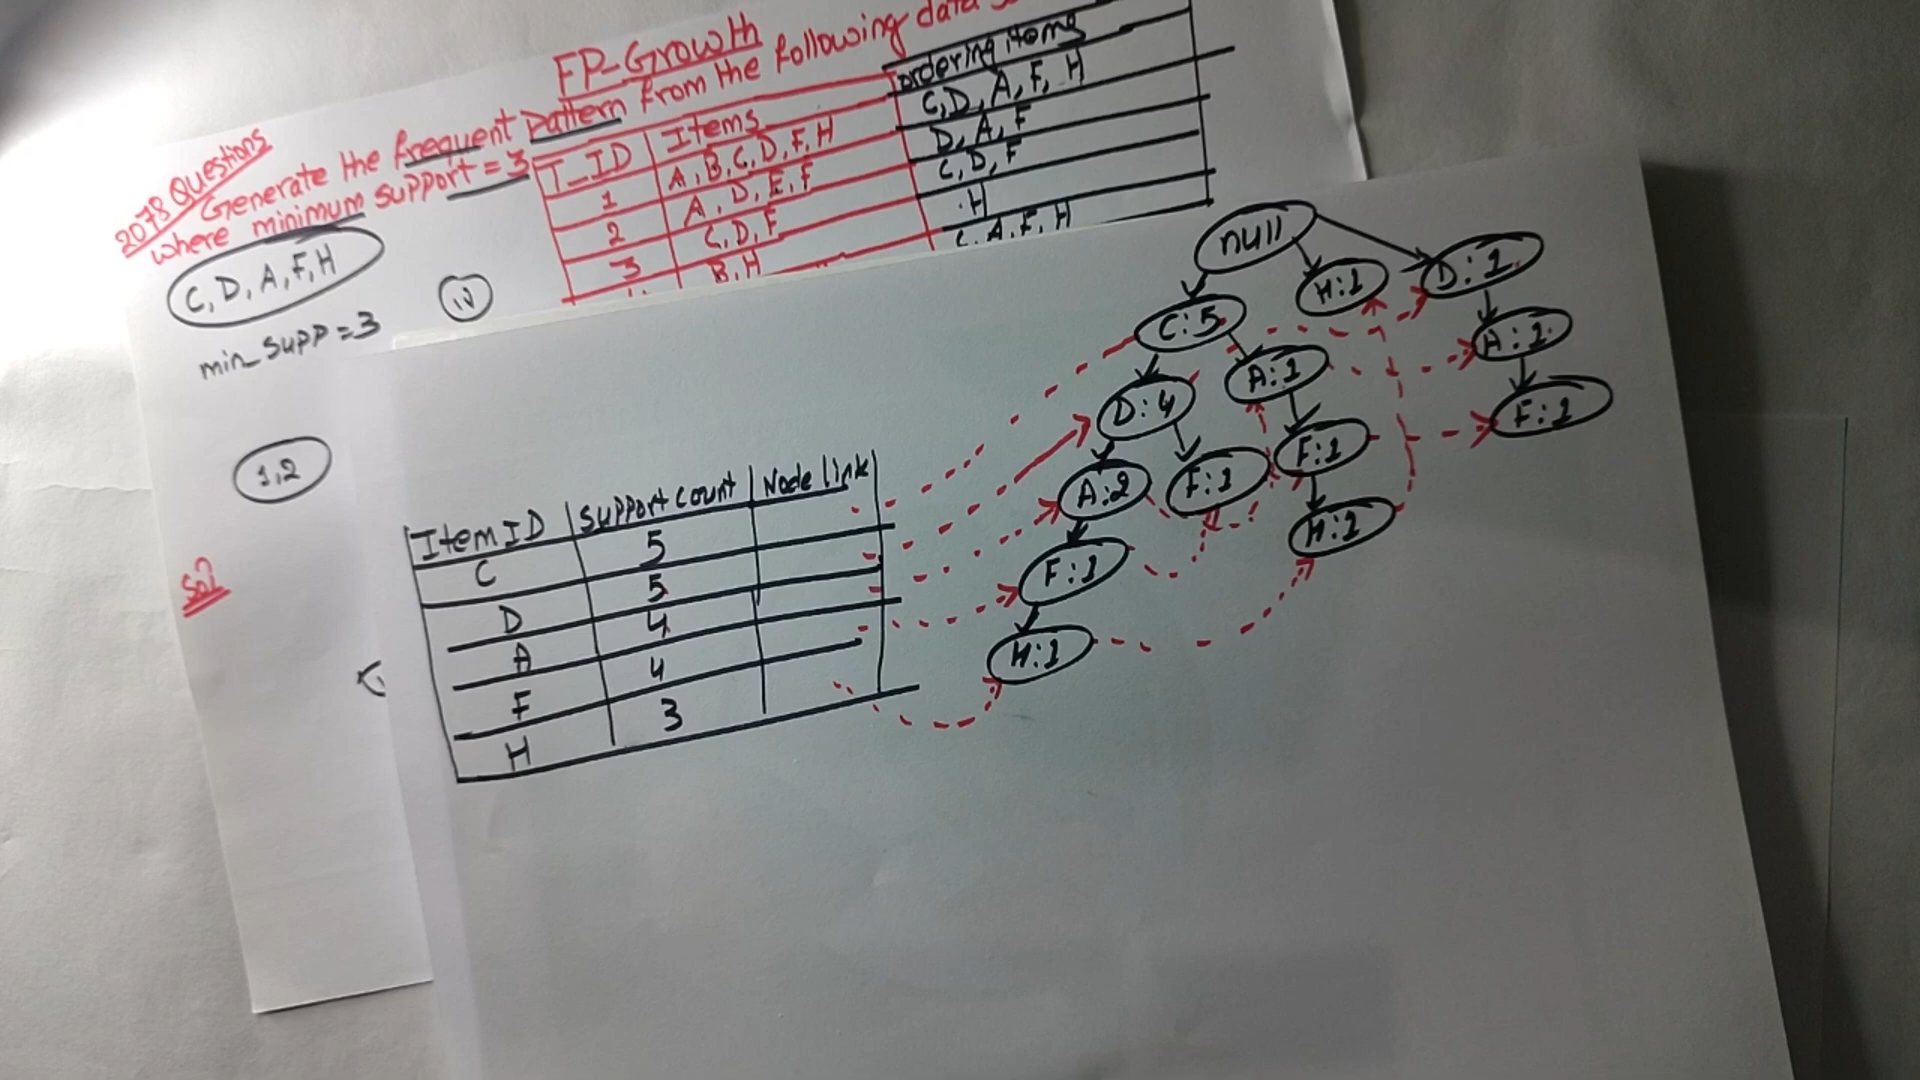 FP-Growth
2078 Questions
Generate the frequent pattern from the following data
where minimum support = 3
T_ID Items ordering items
1 A, B, C, D, F, H C, D, A, F, H
2 A, D, E, F D, A, F
3 C, D, F C, D, F
B, H H
C, A, F, H
C, D, A, F, H
min_supp = 3
1,2
Sol
Item ID support count Node link
C 5
D 5
A 4
F 4
H 3
null
C:5 H:1 D:1
D:4 A:1 A:1
A:2 F:1 F:1 F:1
F:1 H:1
H:1